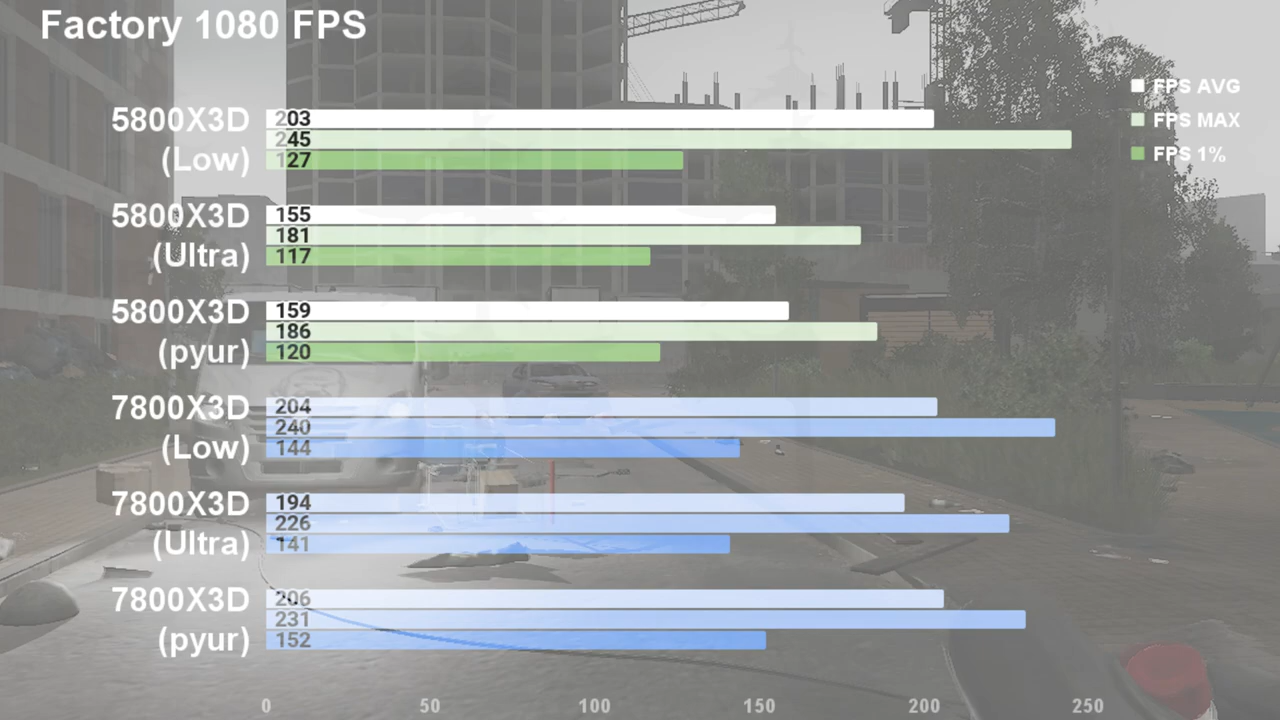 Factory 1080 FPS
FPS AVG
FPS MAX
FPS 1%
5800X3D
(Low)
203
245
127
5800X3D
(Ultra)
155
181
117
5800X3D
(pyur)
159
186
120
7800X3D
(Low)
204
240
144
7800X3D
(Ultra)
194
226
141
7800X3D
(pyur)
206
231
152
0 50 100 150 200 250